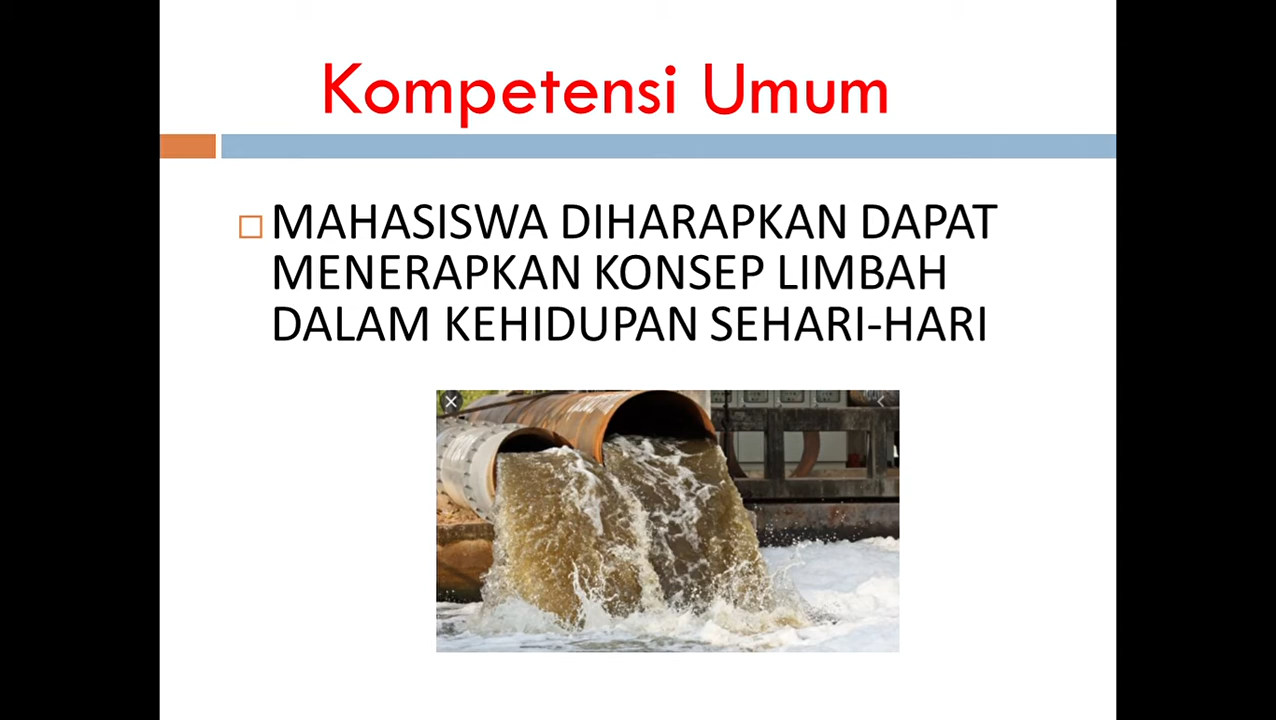 Kompetensi Umum
MAHASISWA DIHARAPKAN DAPAT
MENERAPKAN KONSEP LIMBAH
DALAM KEHIDUPAN SEHARI-HARI